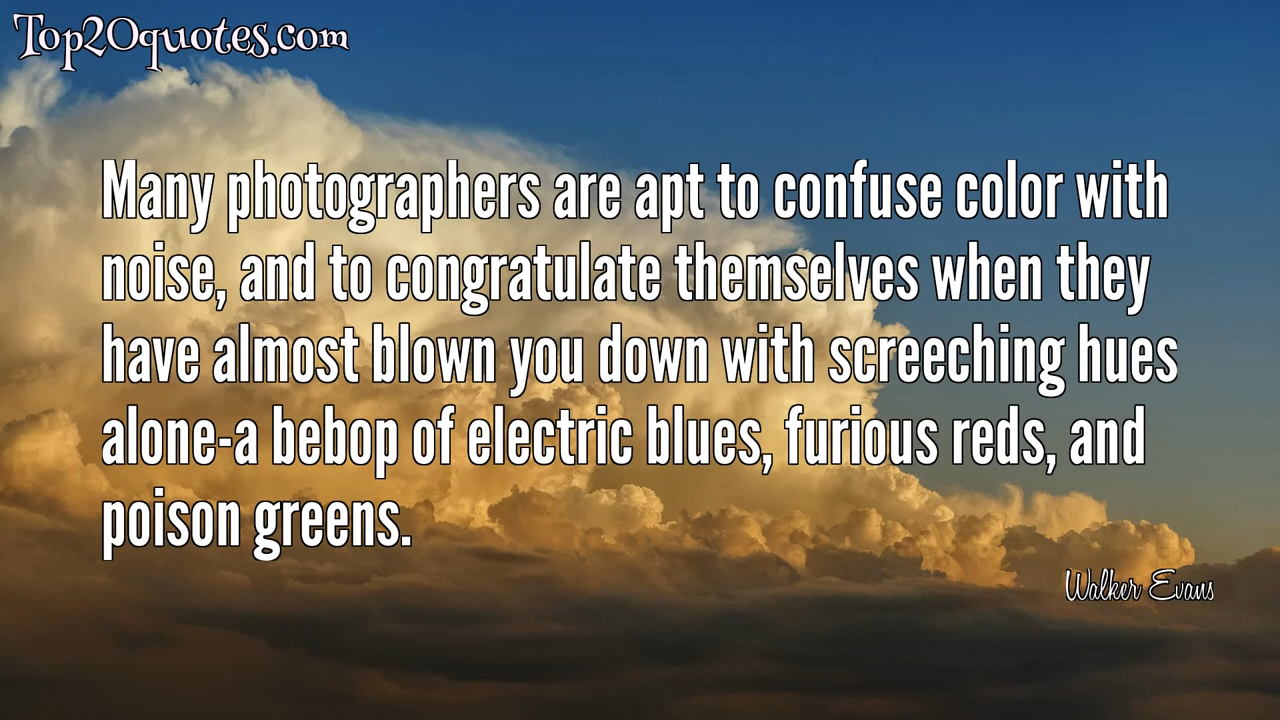 Top20quotes.com
Many photographers are apt to confuse color with
noise, and to congratulate themselves when they
have almost blown you down with screeching hues
alone-a bebop of electric blues, furious reds, and
poison greens.
Walker Evans